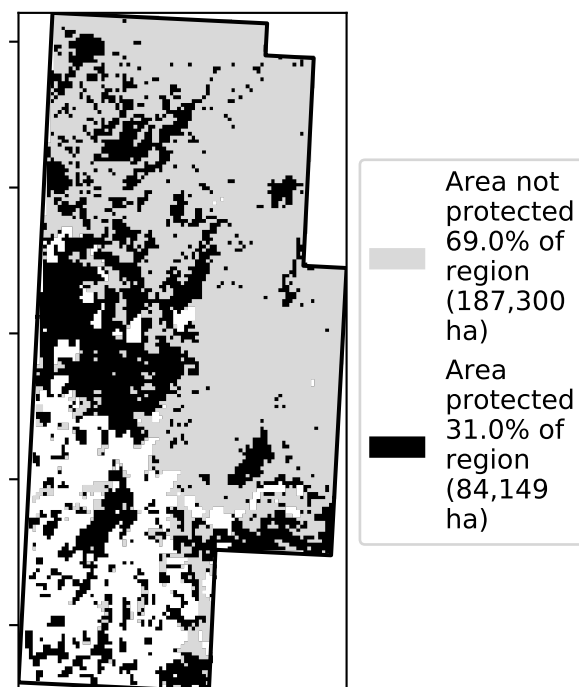 Area not
protected
69.0% of
region
(187,300
ha)
Area
protected
31.0% of
region
(84,149
ha)